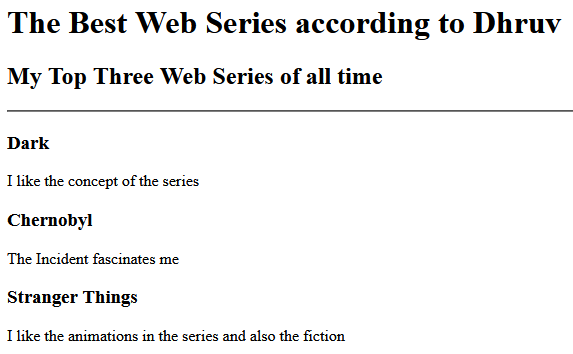 The Best Web Series according to Dhruv
My Top Three Web Series of all time
Dark
I like the concept of the series
Chernobyl
The Incident fascinates me
Stranger Things
I like the animations in the series and also the fiction